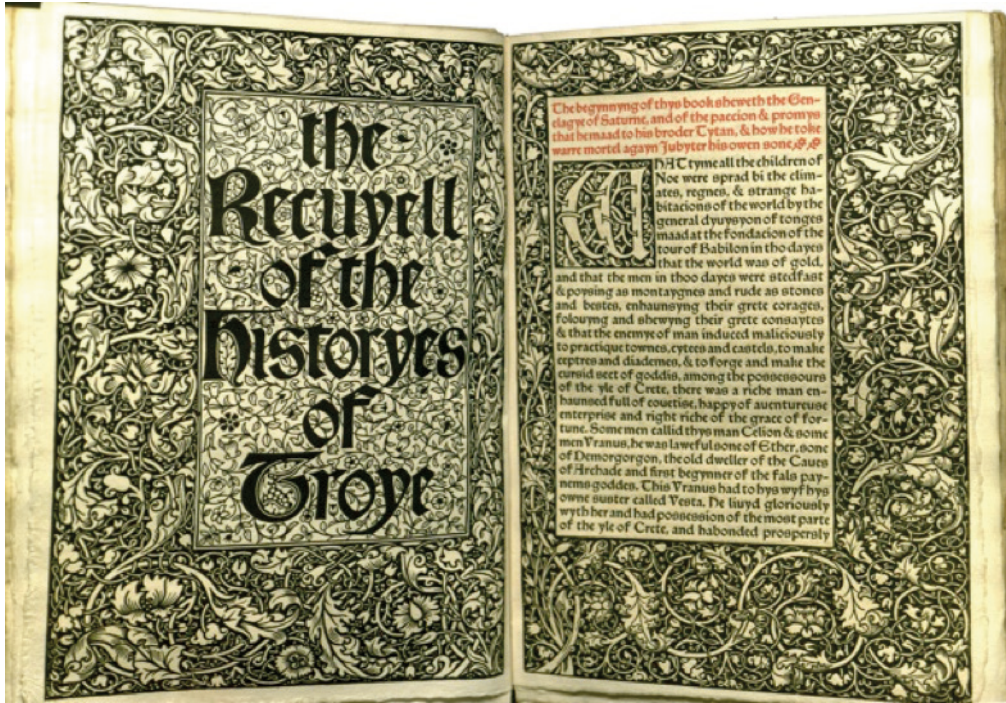 the
Recuyell
of the
historyes
of
Troye
The begynnyng of thys book sheweth the Gen-
elagye of Saturne, and of the paccion & promys
that he maad to his broder Tytan, & how he toke
warre mortel agayn Jubyter his owen sone,
WHAT tyme all the children of
Noe were sprad bi the clim-
ates, regnes, & strange ha-
bitacions of the world by the
general dyuysyon of tonges
maad at the fondacion of the
tour of Babilon in tho dayes
that the world was of gold,
and that the men in thoo dayes were stedfast
& poysing as montaygnes and rude as stones
and bestes, enhaunsyng their grete corages,
folouyng and shewyng their grete consaytes
& that the enemye of man induced maliciously
to practique townes, cytees and castels, to make
ceptres and diademes, & to forge and make the
cursid sect of goddis, among the possessours
of the yle of Crete, there was a riche man en-
haunsed full of couetise, happy of auentureuse
enterprise and right riche of the grace of for-
tune. Some men callid thys man Celion & some
men Vranus, he was laweful sone of Ether, sone
of Demorgorgon, the old dweller of the Caues
of Archade and first begynner of the fals pay-
nems goddes. This Vranus had to hys wyf hys
owne suster called Vesta. He liuyd gloriously
wyth her and had possession of the most parte
of the yle of Crete, and habonded prospersly